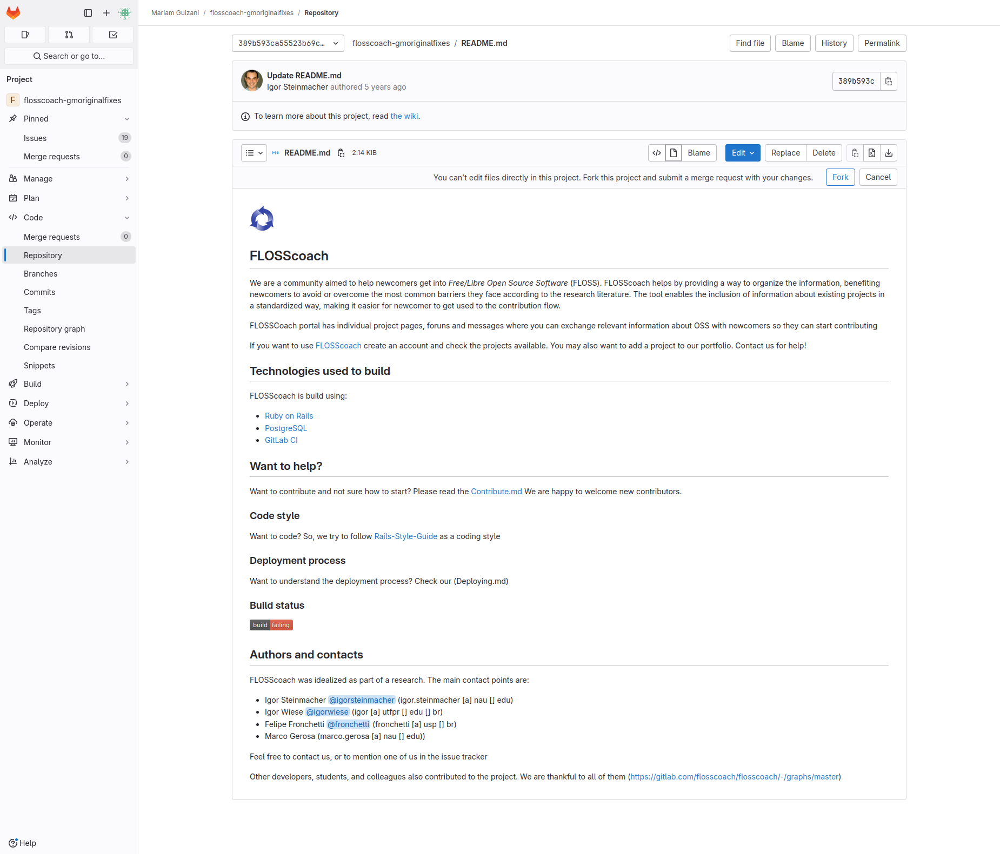 Mariam Guizani / flosscoach-gmoriginalfixes / Repository
Search or go to...
Project
F flosscoach-gmoriginalfixes
Pinned
Issues 19
Merge requests 0
Manage
Plan
Code
Merge requests 0
Repository
Branches
Commits
Tags
Repository graph
Compare revisions
Snippets
Build
Deploy
Operate
Monitor
Analyze
Help
389b593ca55523b69c… flosscoach-gmoriginalfixes / README.md Find file Blame History Permalink
Update README.md
Igor Steinmacher authored 5 years ago
389b593c
To learn more about this project, read the wiki.
M↓ README.md 2.14 KiB Blame Edit Replace Delete
You can't edit files directly in this project. Fork this project and submit a merge request with your changes. Fork Cancel
FLOSScoach
We are a community aimed to help newcomers get into Free/Libre Open Source Software (FLOSS). FLOSScoach helps by providing a way to organize the information, benefiting
newcomers to avoid or overcome the most common barriers they face according to the research literature. The tool enables the inclusion of information about existing projects in
a standardized way, making it easier for newcomer to get used to the contribution flow.
FLOSSCoach portal has individual project pages, foruns and messages where you can exchange relevant information about OSS with newcomers so they can start contributing
If you want to use FLOSScoach create an account and check the projects available. You may also want to add a project to our portfolio. Contact us for help!
Technologies used to build
FLOSScoach is build using:
Ruby on Rails
PostgreSQL
GitLab CI
Want to help?
Want to contribute and not sure how to start? Please read the Contribute.md We are happy to welcome new contributors.
Code style
Want to code? So, we try to follow Rails-Style-Guide as a coding style
Deployment process
Want to understand the deployment process? Check our (Deploying.md)
Build status
build failing
Authors and contacts
FLOSScoach was idealized as part of a research. The main contact points are:
Igor Steinmacher @igorsteinmacher (igor.steinmacher [a] nau [] edu)
Igor Wiese @igorwiese (igor [a] utfpr [] edu [] br)
Felipe Fronchetti @fronchetti (fronchetti [a] usp [] br)
Marco Gerosa (marco.gerosa [a] nau [] edu))
Feel free to contact us, or to mention one of us in the issue tracker
Other developers, students, and colleagues also contributed to the project. We are thankful to all of them (https://gitlab.com/flosscoach/flosscoach/-/graphs/master)